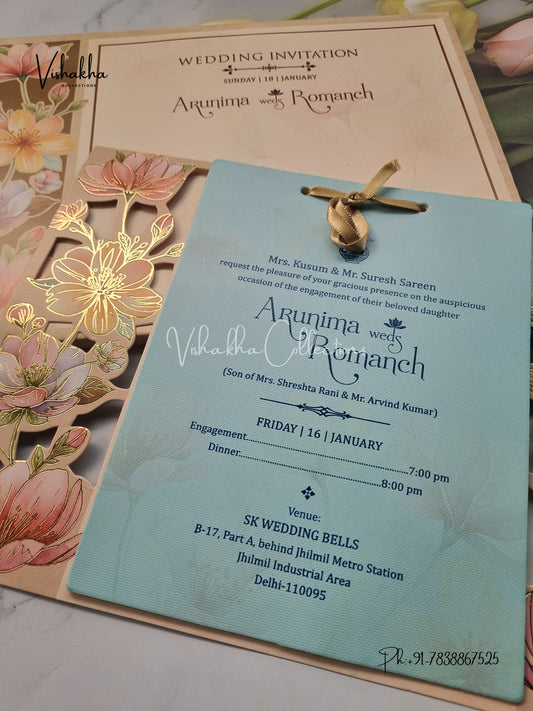 Vishakha
COLLECTIONS
WEDDING INVITATION
SUNDAY | 18 | JANUARY
Arunima weds Romanch
Mrs. Kusum & Mr. Suresh Sareen
request the pleasure of your gracious presence on the auspicious
occasion of the engagement of their beloved daughter
Arunima weds
Romanch
Vishakha Collections
(Son of Mrs. Shreshta Rani & Mr. Arvind Kumar)
FRIDAY | 16 | JANUARY
Engagement.......................................................7:00 pm
Dinner...............................................8:00 pm
Venue:
SK WEDDING BELLS
B-17, Part A, behind Jhilmil Metro Station
Jhilmil Industrial Area
Delhi-110095
Ph:+91-7838867525